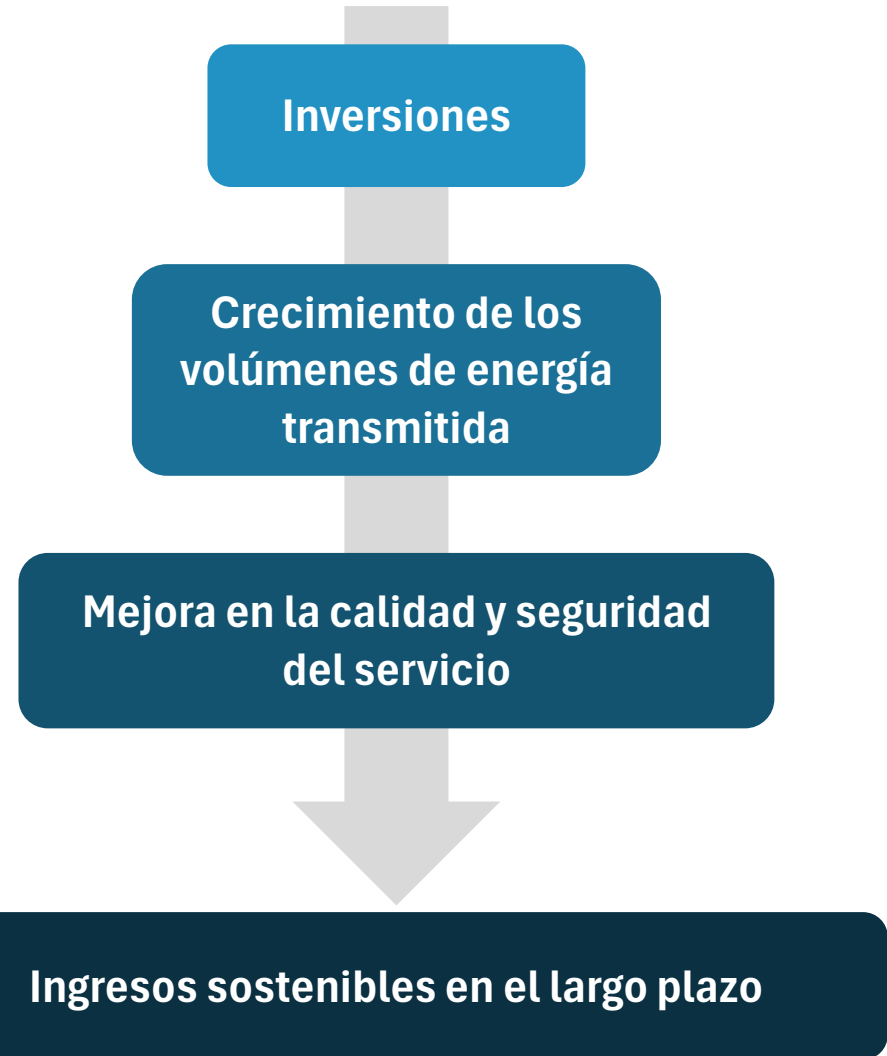 Inversiones
Crecimiento de los
volúmenes de energía
transmitida
Mejora en la calidad y seguridad
del servicio
Ingresos sostenibles en el largo plazo